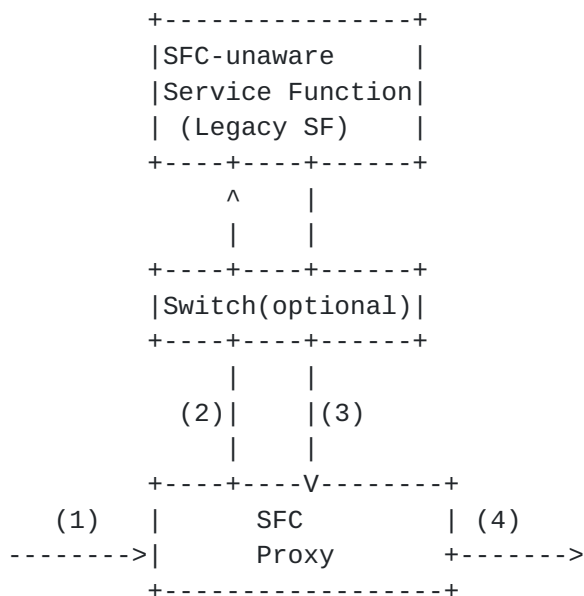 SFC-unaware
Service Function
(Legacy SF)
Switch(optional)
(2) (3)
(1) SFC (4)
Proxy